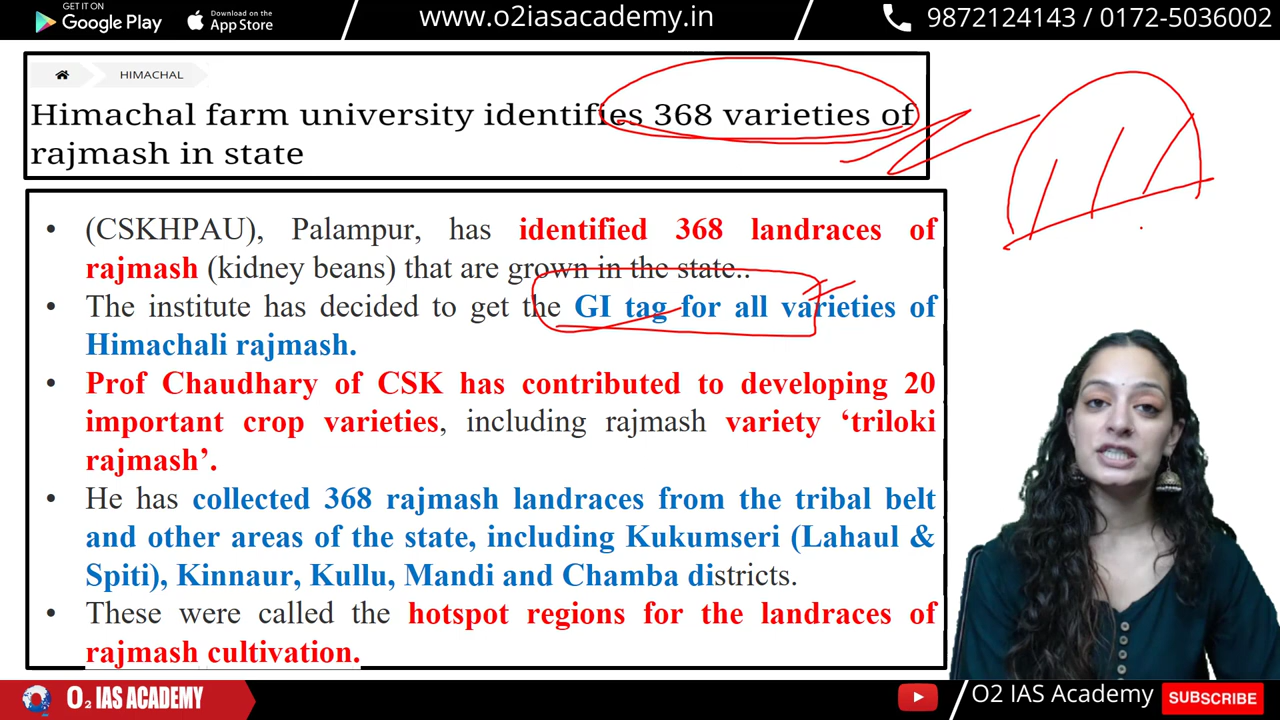 GET IT ON
Google Play
Download on the
App Store
www.o2iasacademy.in
9872124143 / 0172-5036002
HIMACHAL
Himachal farm university identifies 368 varieties of
rajmash in state
• (CSKHPAU), Palampur, has identified 368 landraces of
rajmash (kidney beans) that are grown in the state..
• The institute has decided to get the GI tag for all varieties of
Himachali rajmash.
• Prof Chaudhary of CSK has contributed to developing 20
important crop varieties, including rajmash variety ‘triloki
rajmash’.
• He has collected 368 rajmash landraces from the tribal belt
and other areas of the state, including Kukumseri (Lahaul &
Spiti), Kinnaur, Kullu, Mandi and Chamba districts.
• These were called the hotspot regions for the landraces of
rajmash cultivation.
O2 IAS ACADEMY
O2 IAS Academy
SUBSCRIBE